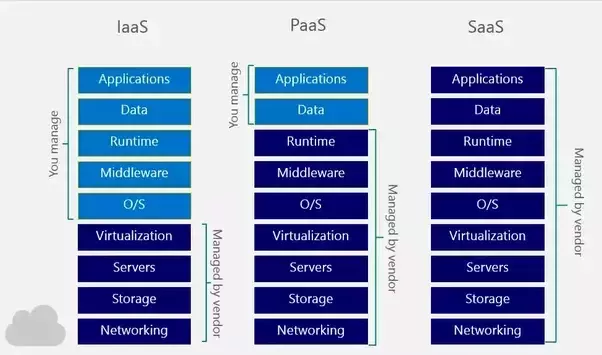 IaaS
You manage
Applications
Data
Runtime
Middleware
O/S
Virtualization
Servers
Storage
Networking
Managed by vendor
PaaS
You manage
Applications
Data
Runtime
Middleware
O/S
Virtualization
Servers
Storage
Networking
Managed by vendor
SaaS
Applications
Data
Runtime
Middleware
O/S
Virtualization
Servers
Storage
Networking
Managed by vendor